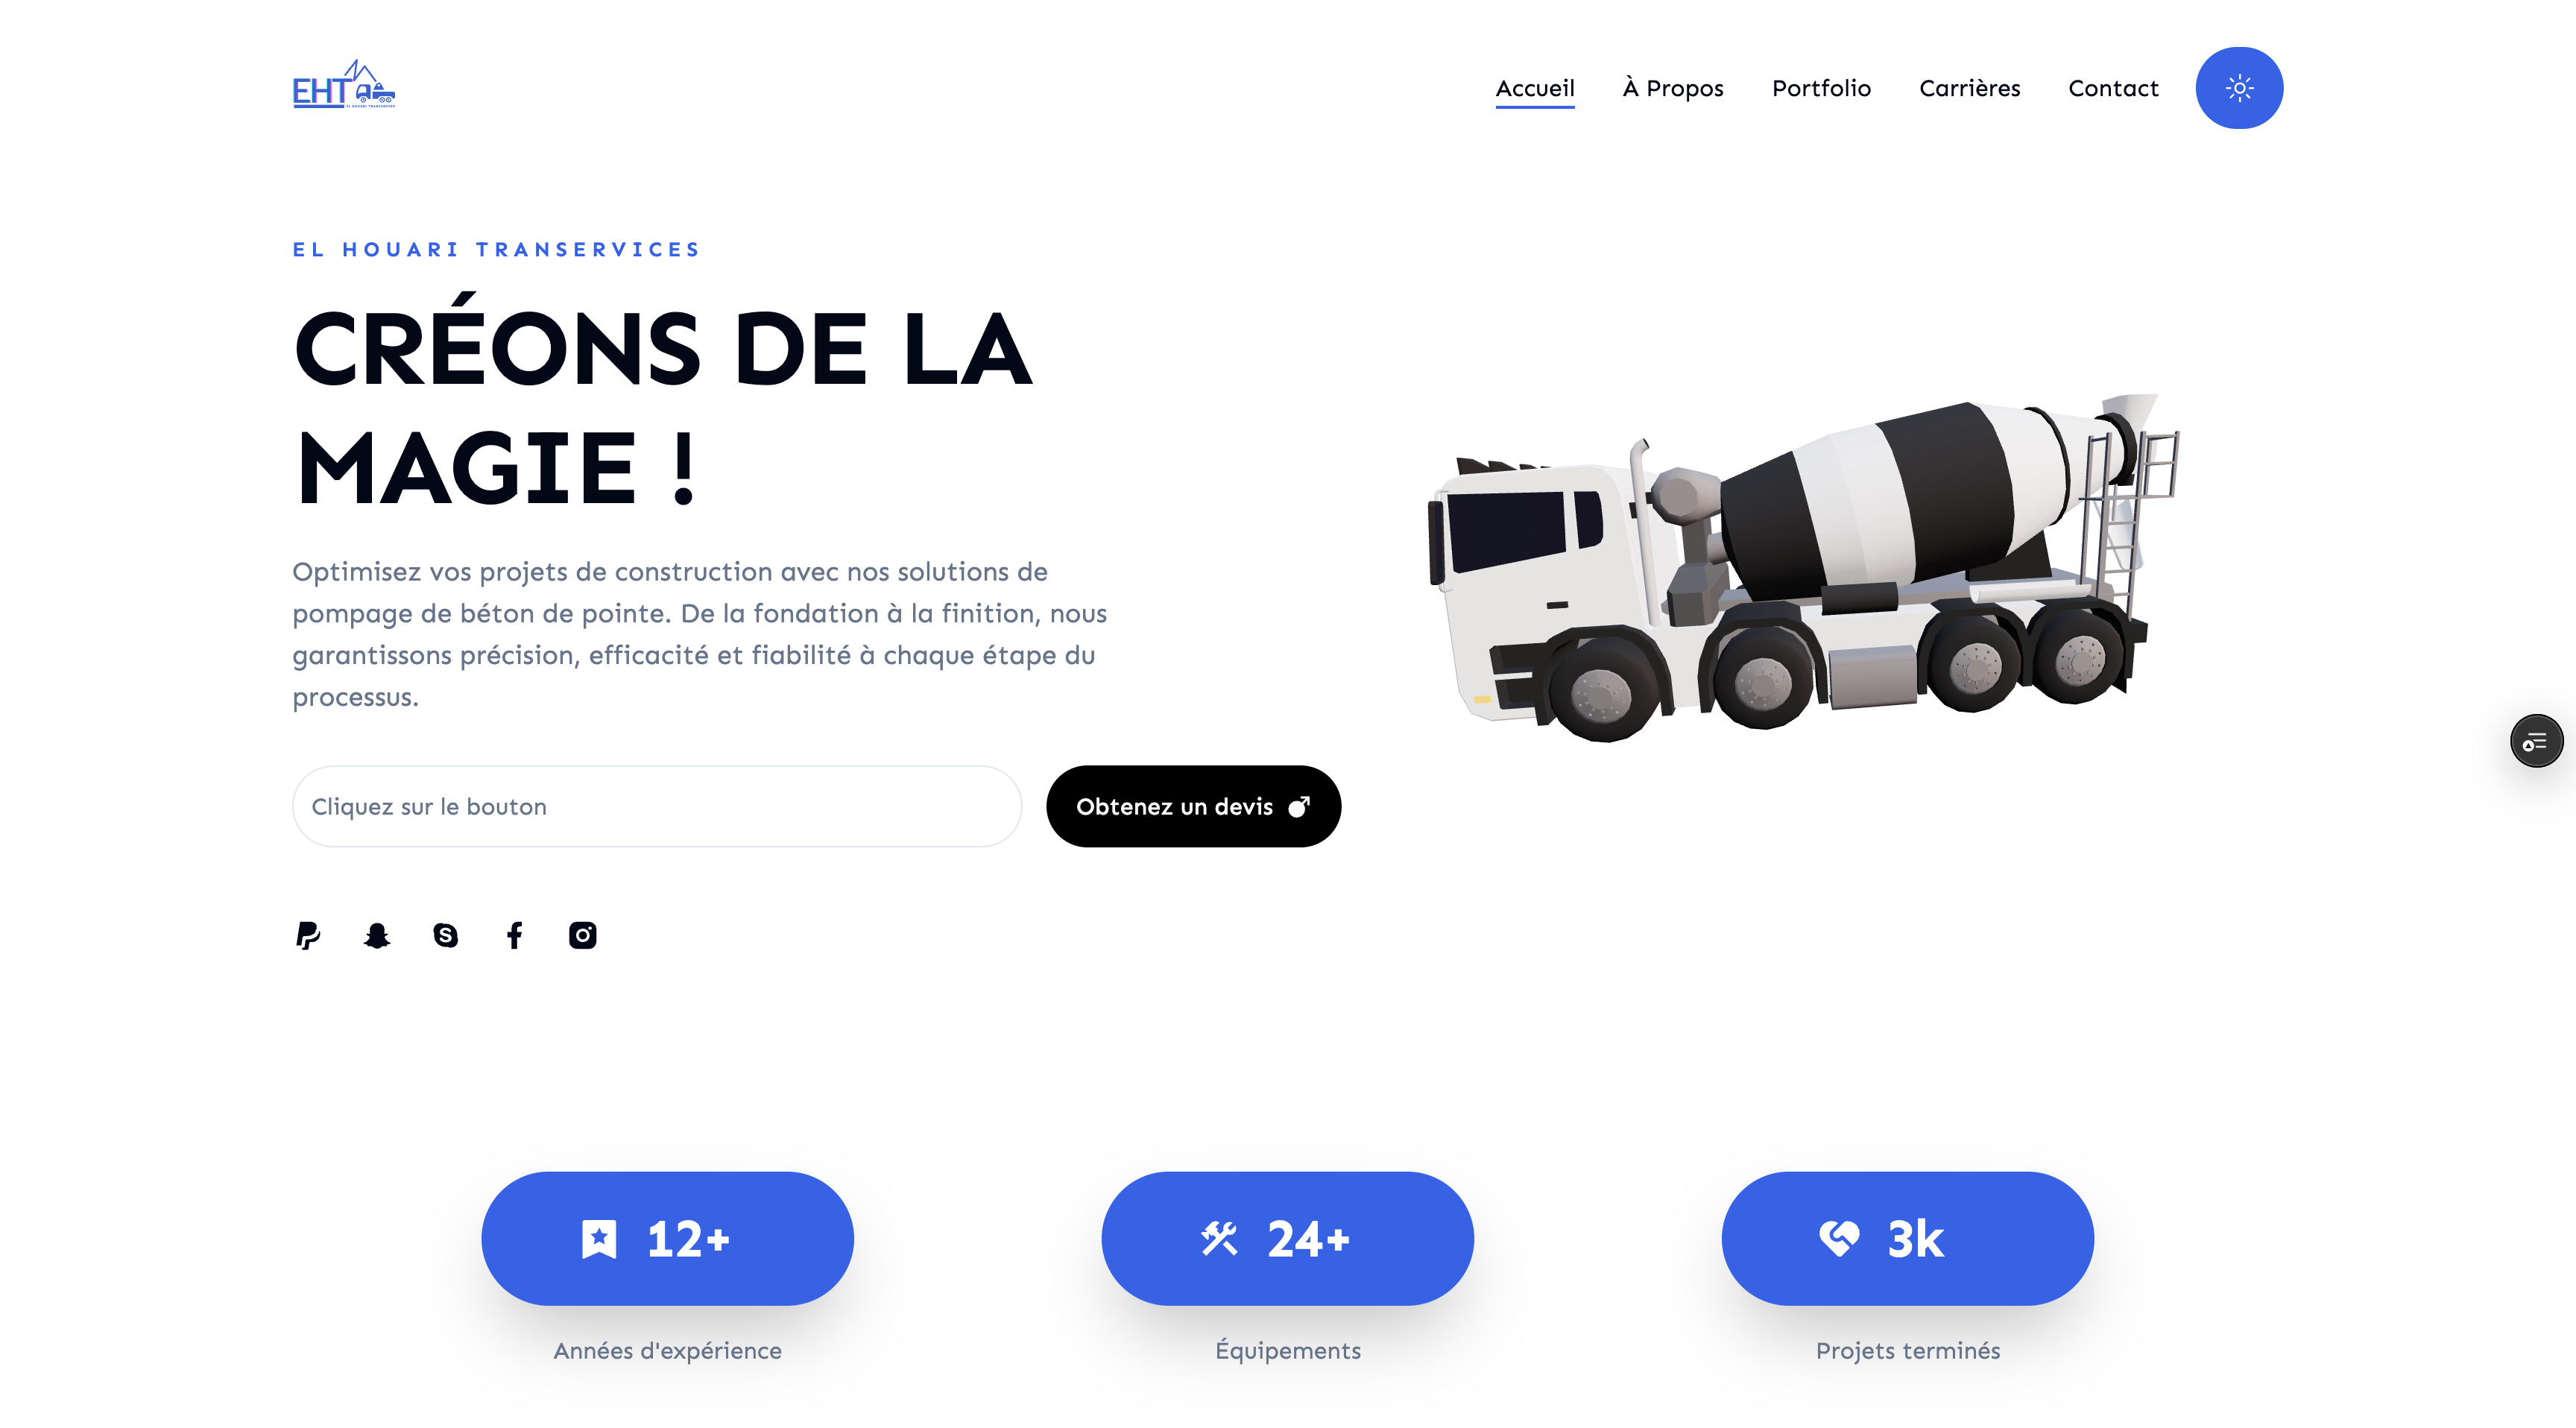 EHT
EL HOUARI TRANSERVICES
Accueil
À Propos
Portfolio
Carrières
Contact
EL HOUARI TRANSERVICES
CRÉONS DE LA
MAGIE !
Optimisez vos projets de construction avec nos solutions de
pompage de béton de pointe. De la fondation à la finition, nous
garantissons précision, efficacité et fiabilité à chaque étape du
processus.
Cliquez sur le bouton
Obtenez un devis
12+
24+
3k
Années d'expérience
Équipements
Projets terminés